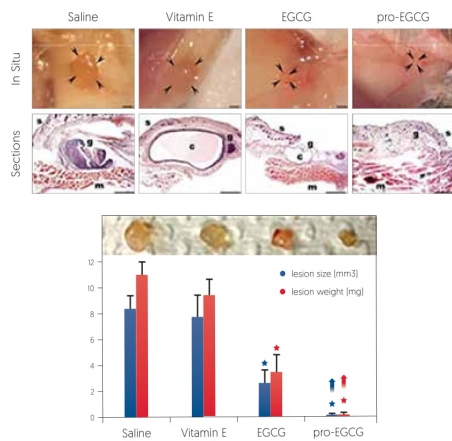 Saline Vitamin E EGCG pro-EGCG
In Situ
Sections
s g m
s c g
s g c m
s g m
12
10
8
6
4
2
0
lesion size (mm3)
lesion weight (mg)
Saline Vitamin E EGCG pro-EGCG